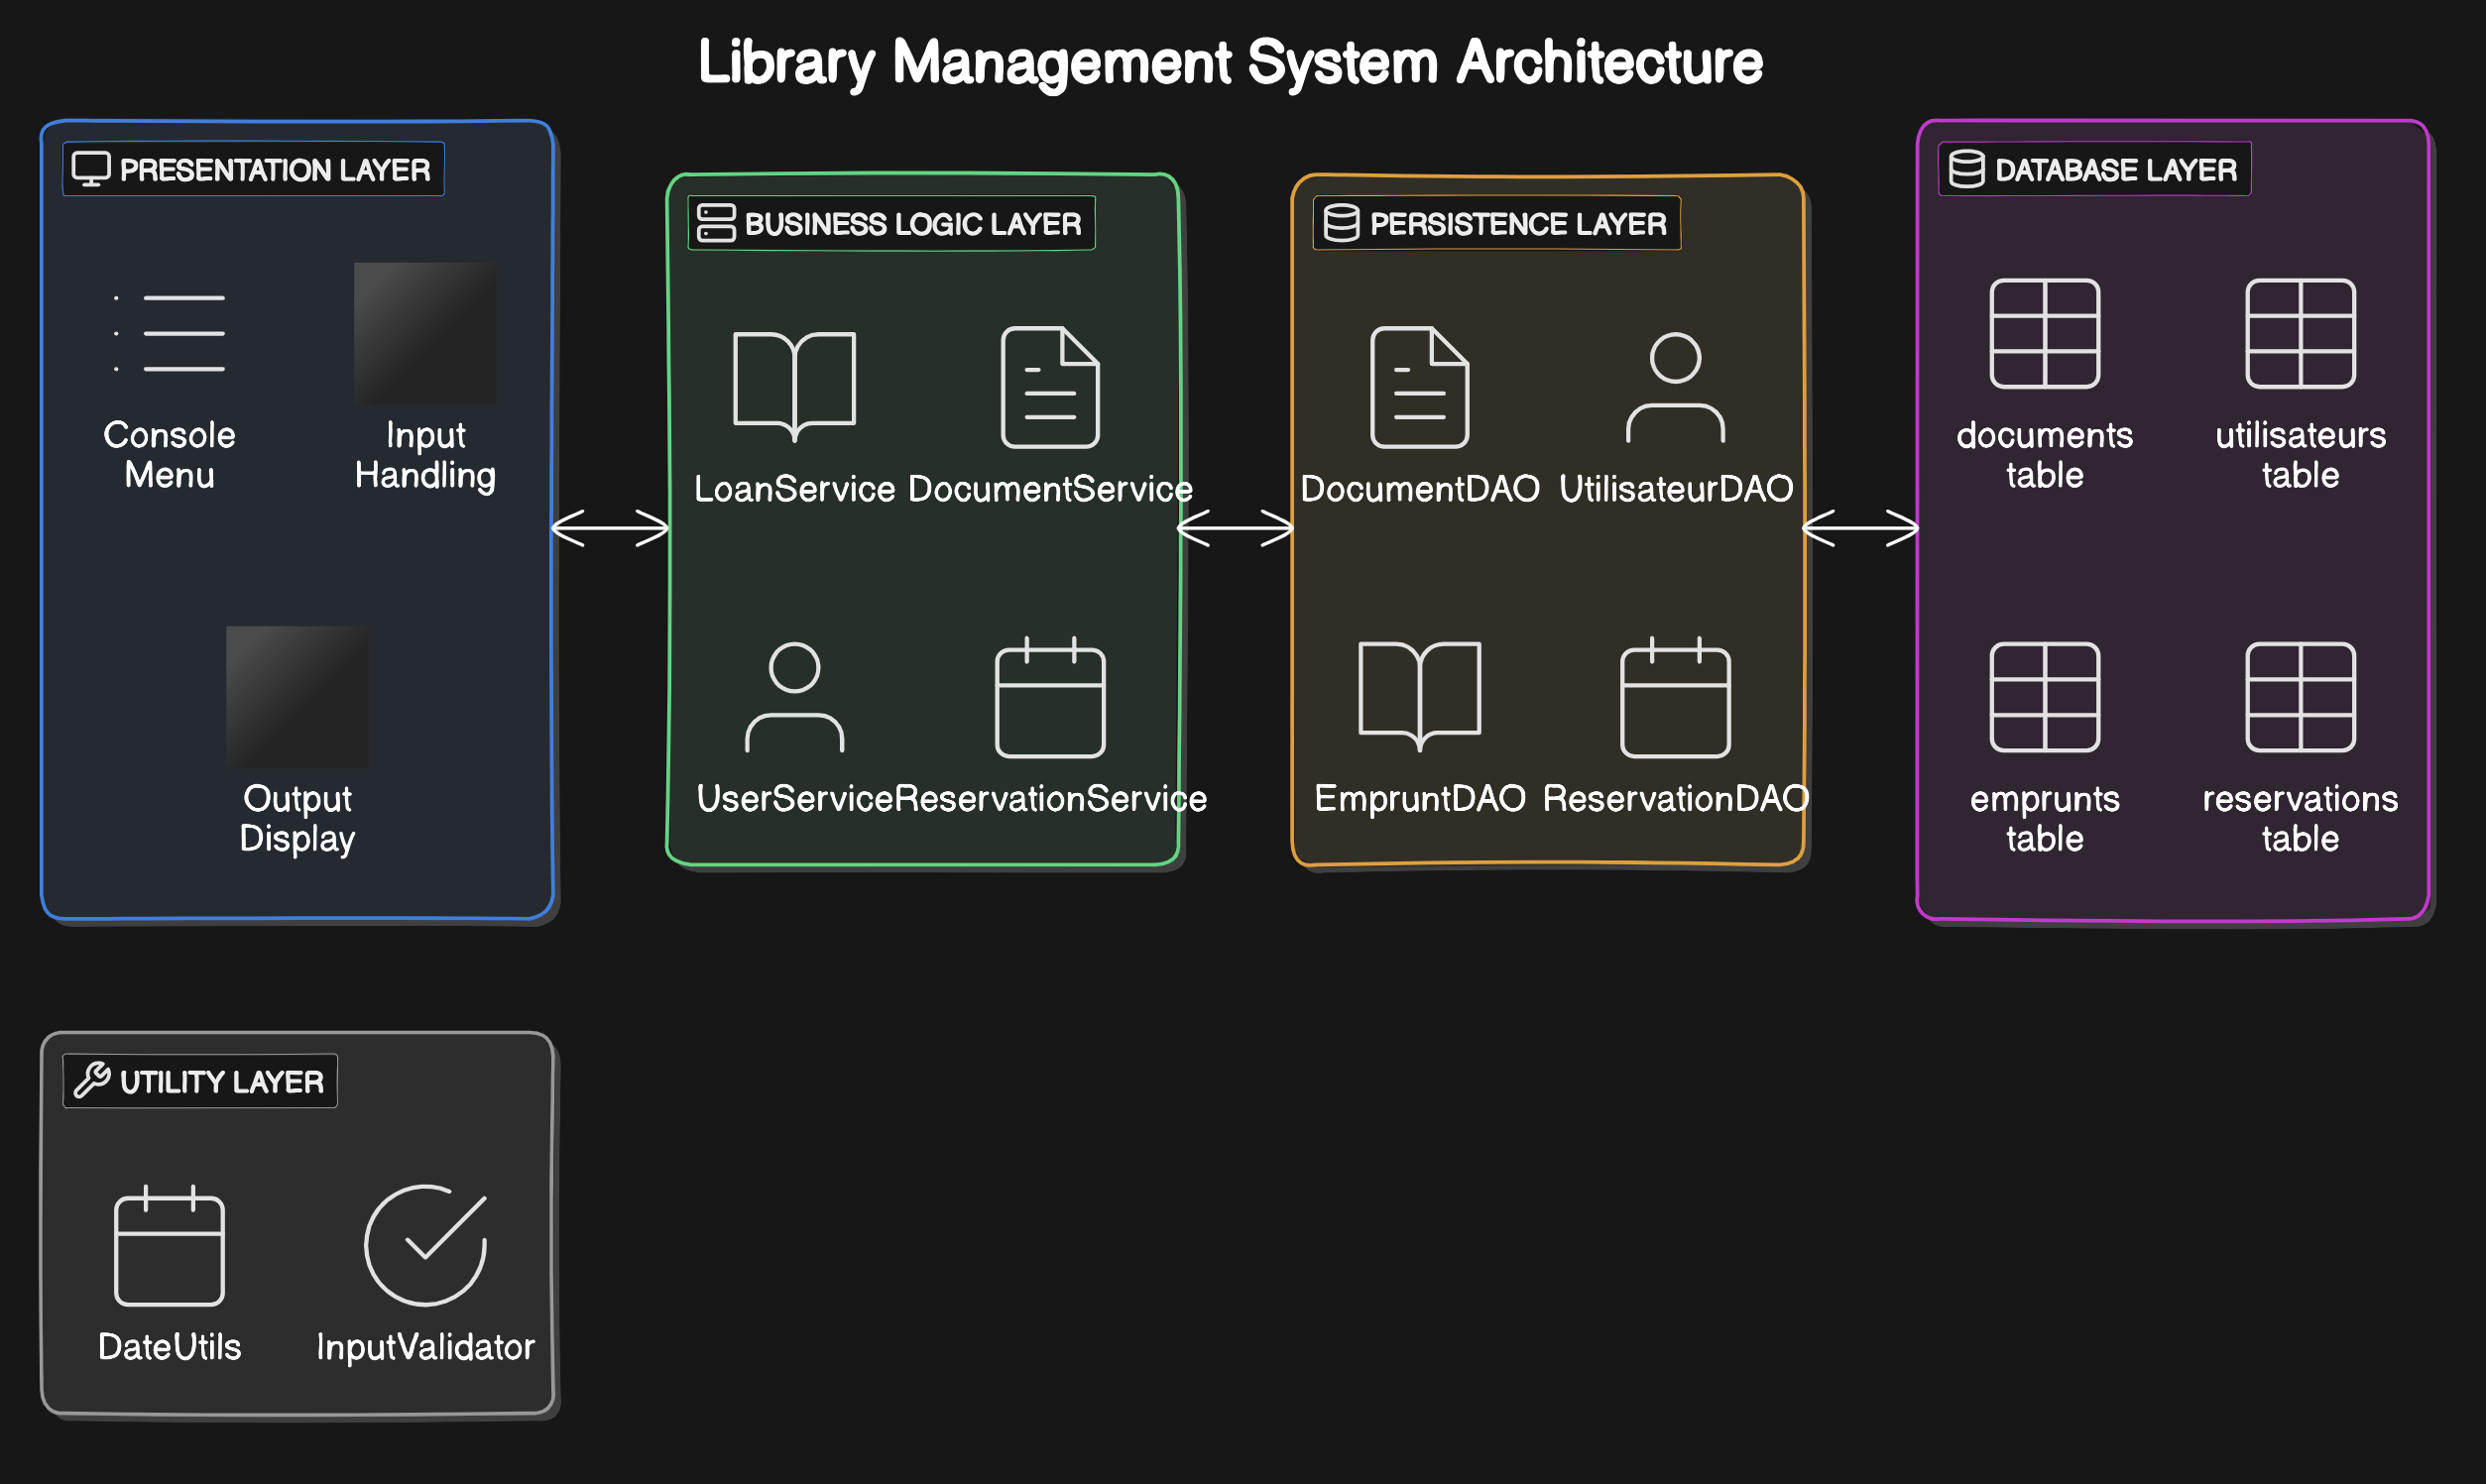 Library Management System Architecture
PRESENTATION LAYER
Console
Menu
Input
Handling
Output
Display
BUSINESS LOGIC LAYER
LoanService
DocumentService
UserService
ReservationService
PERSISTENCE LAYER
DocumentDAO
UtilisateurDAO
EmpruntDAO
ReservationDAO
DATABASE LAYER
documents
table
utilisateurs
table
emprunts
table
reservations
table
UTILITY LAYER
DateUtils
InputValidator